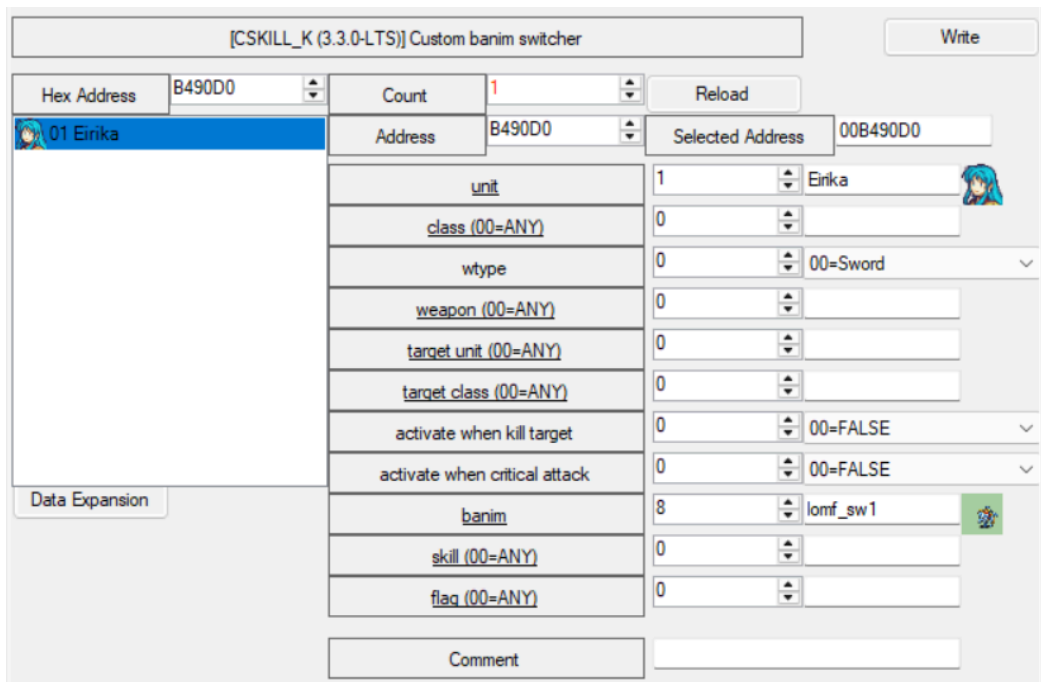 [CSKILL_K (3.3.0-LTS)] Custom banim switcher Write
Hex Address B490D0 Count 1 Reload
01 Eirika Address B490D0 Selected Address 00B490D0
unit 1 Eirika
class (00=ANY) 0
wtype 0 00=Sword
weapon (00=ANY) 0
target unit (00=ANY) 0
target class (00=ANY) 0
activate when kill target 0 00=FALSE
activate when critical attack 0 00=FALSE
Data Expansion banim 8 lomf_sw1
skill (00=ANY) 0
flag (00=ANY) 0
Comment